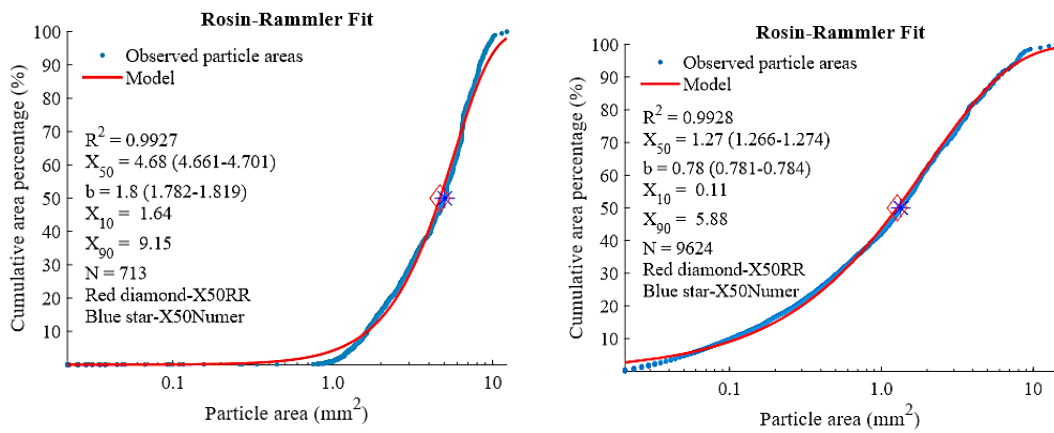 Rosin-Rammler Fit
Observed particle areas
Model
R² = 0.9927
X₅₀ = 4.68 (4.661-4.701)
b = 1.8 (1.782-1.819)
X₁₀ = 1.64
X₉₀ = 9.15
N = 713
Red diamond-X50RR
Blue star-X50Numer
Cumulative area percentage (%)
100
90
80
70
60
50
40
30
20
10
0.1
1.0
10
Particle area (mm²)
Rosin-Rammler Fit
Observed particle areas
Model
R² = 0.9928
X₅₀ = 1.27 (1.266-1.274)
b = 0.78 (0.781-0.784)
X₁₀ = 0.11
X₉₀ = 5.88
N = 9624
Red diamond-X50RR
Blue star-X50Numer
Cumulative area percentage (%)
100
90
80
70
60
50
40
30
20
10
0.1
1.0
10
Particle area (mm²)